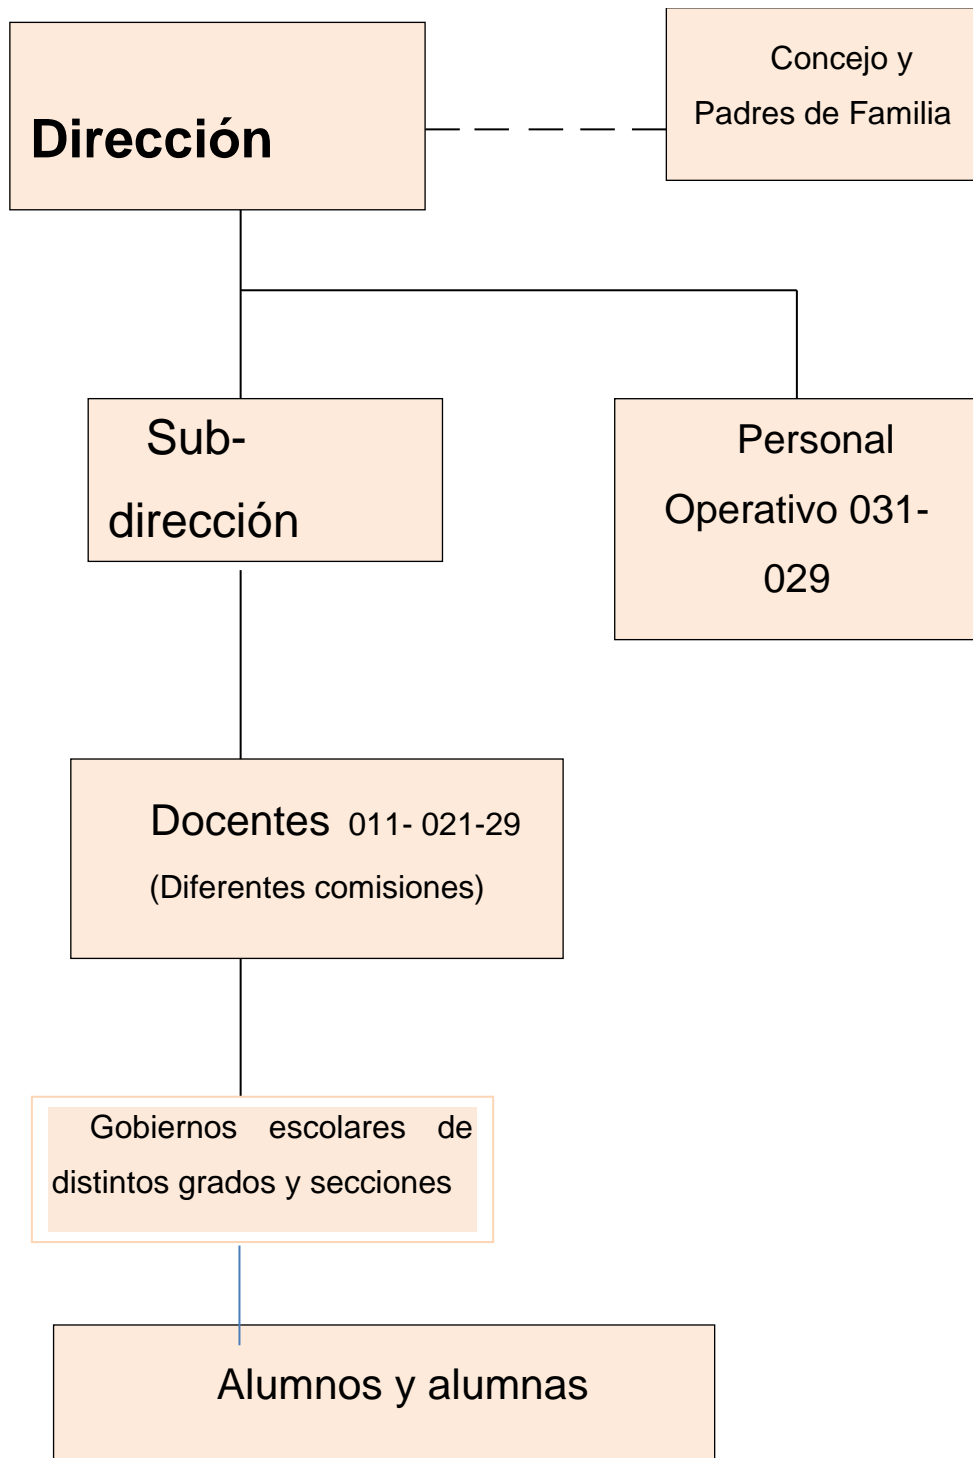 Dirección
Concejo y
Padres de Familia
Sub-
dirección
Personal
Operativo 031-
029
Docentes 011- 021-29
(Diferentes comisiones)
Gobiernos escolares de
distintos grados y secciones
Alumnos y alumnas